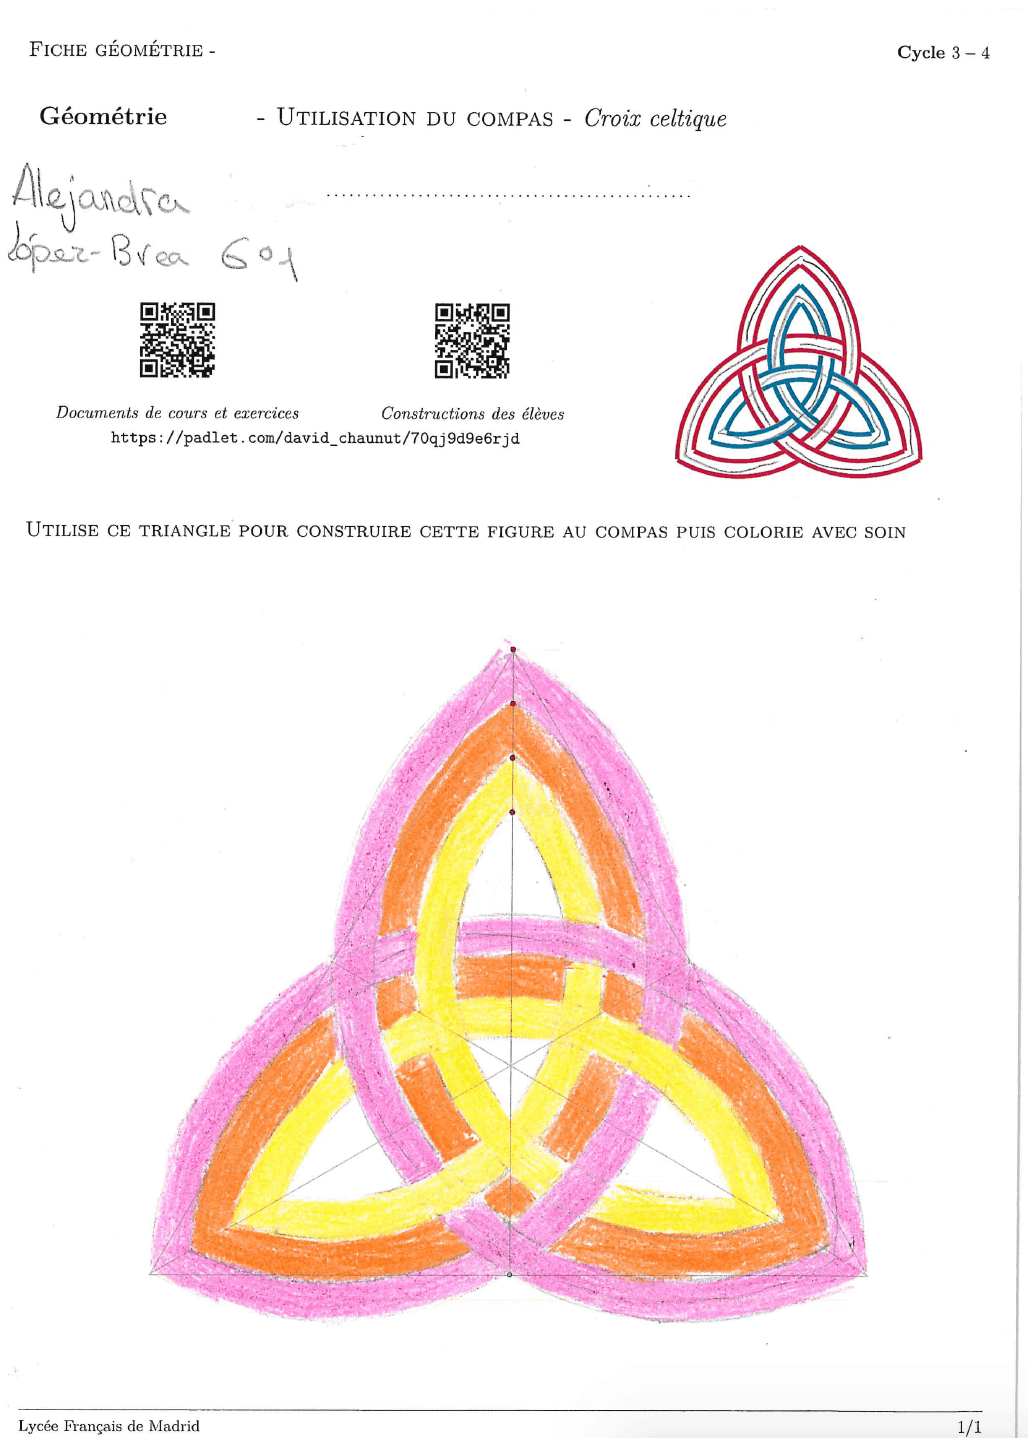 FICHE GÉOMÉTRIE -
Cycle 3 – 4
Géométrie - UTILISATION DU COMPAS - Croix celtique
Alejandra
López-Brea 601
Documents de cours et exercices
Constructions des élèves
https://padlet.com/david_chaunut/70qj9d9e6rjd
UTILISE CE TRIANGLE POUR CONSTRUIRE CETTE FIGURE AU COMPAS PUIS COLORIE AVEC SOIN
Lycée Français de Madrid
1/1